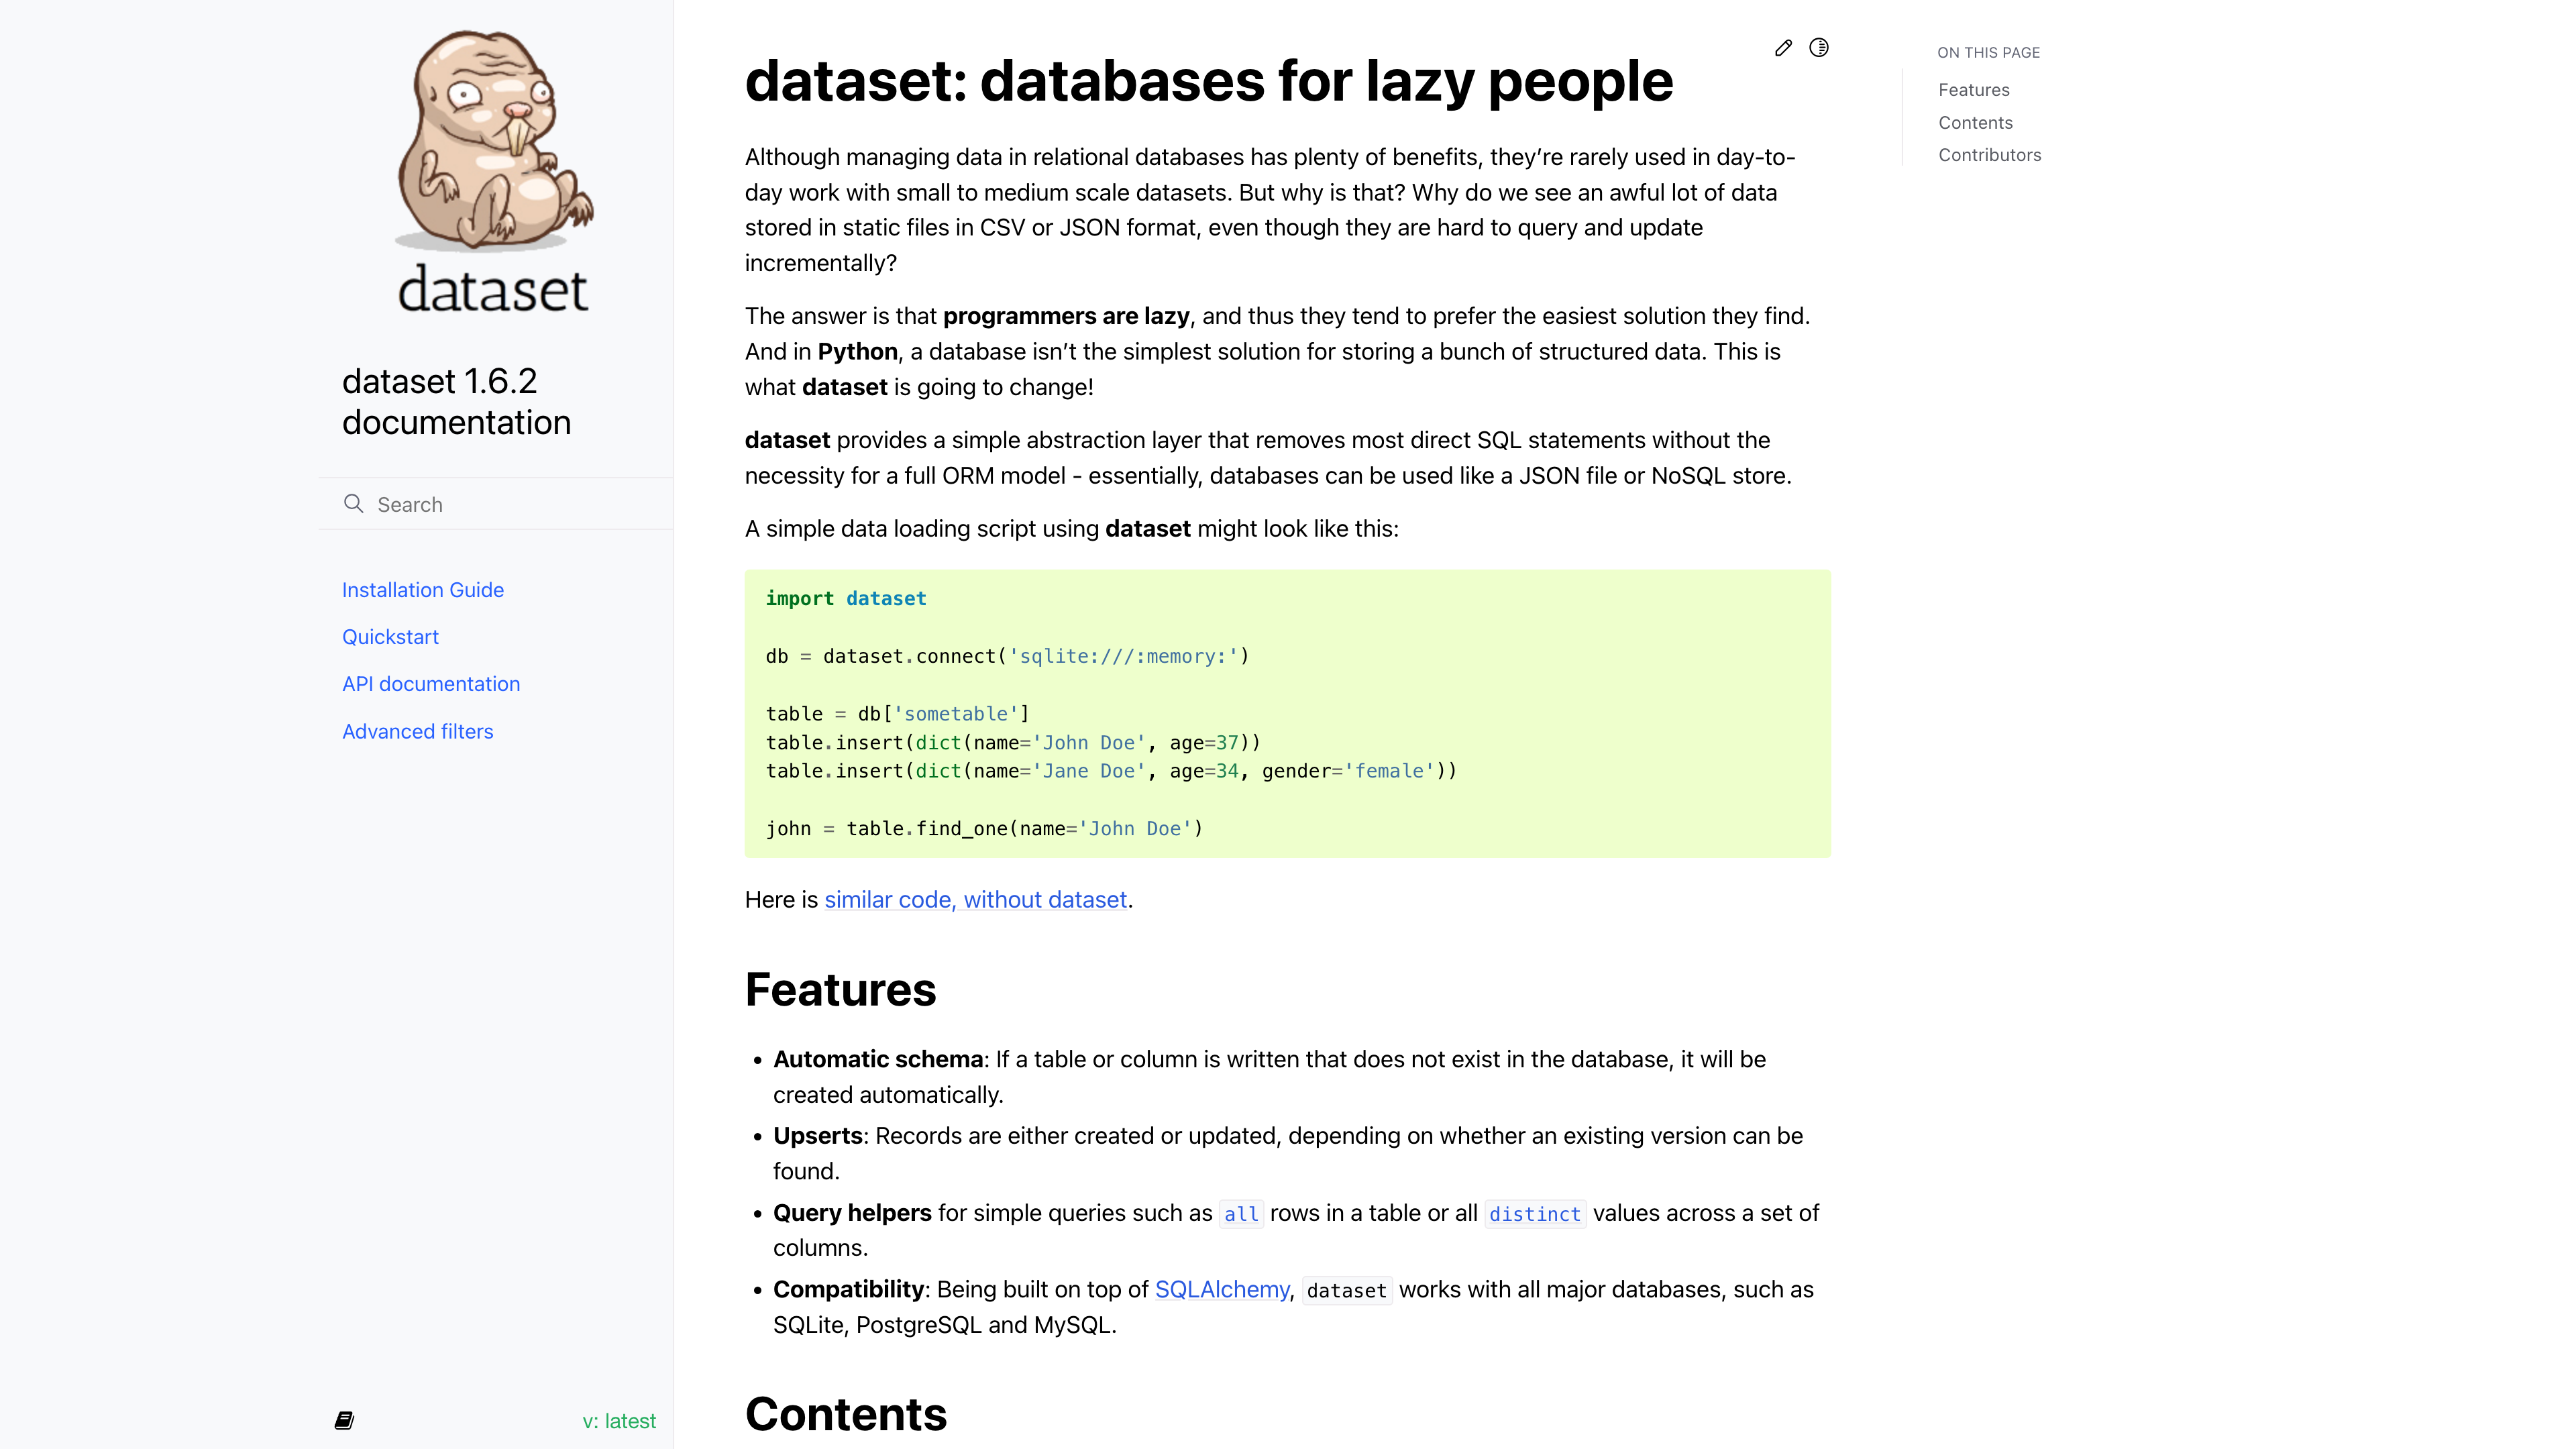 dataset
dataset 1.6.2
documentation
Search
Installation Guide
Quickstart
API documentation
Advanced filters
v: latest
dataset: databases for lazy people
Although managing data in relational databases has plenty of benefits, they’re rarely used in day-to-
day work with small to medium scale datasets. But why is that? Why do we see an awful lot of data
stored in static files in CSV or JSON format, even though they are hard to query and update
incrementally?
The answer is that programmers are lazy, and thus they tend to prefer the easiest solution they find.
And in Python, a database isn’t the simplest solution for storing a bunch of structured data. This is
what dataset is going to change!
dataset provides a simple abstraction layer that removes most direct SQL statements without the
necessity for a full ORM model - essentially, databases can be used like a JSON file or NoSQL store.
A simple data loading script using dataset might look like this:
import dataset
db = dataset.connect('sqlite:///:memory:')
table = db['sometable']
table.insert(dict(name='John Doe', age=37))
table.insert(dict(name='Jane Doe', age=34, gender='female'))
john = table.find_one(name='John Doe')
Here is similar code, without dataset.
Features
• Automatic schema: If a table or column is written that does not exist in the database, it will be
created automatically.
• Upserts: Records are either created or updated, depending on whether an existing version can be
found.
• Query helpers for simple queries such as all rows in a table or all distinct values across a set of
columns.
• Compatibility: Being built on top of SQLAlchemy, dataset works with all major databases, such as
SQLite, PostgreSQL and MySQL.
Contents
ON THIS PAGE
Features
Contents
Contributors